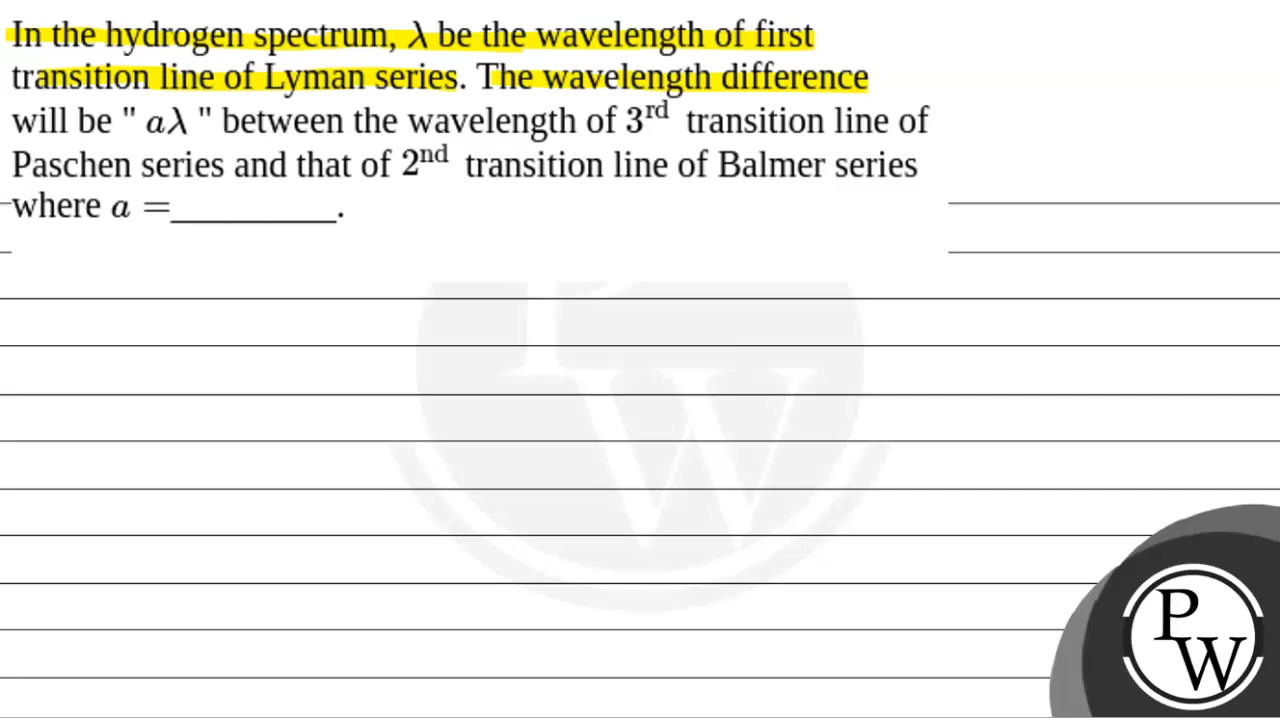 In the hydrogen spectrum, λ be the wavelength of first
transition line of Lyman series. The wavelength difference
will be " aλ " between the wavelength of 3ʳᵈ transition line of
Paschen series and that of 2ⁿᵈ transition line of Balmer series
where a =_________.
W
P
W